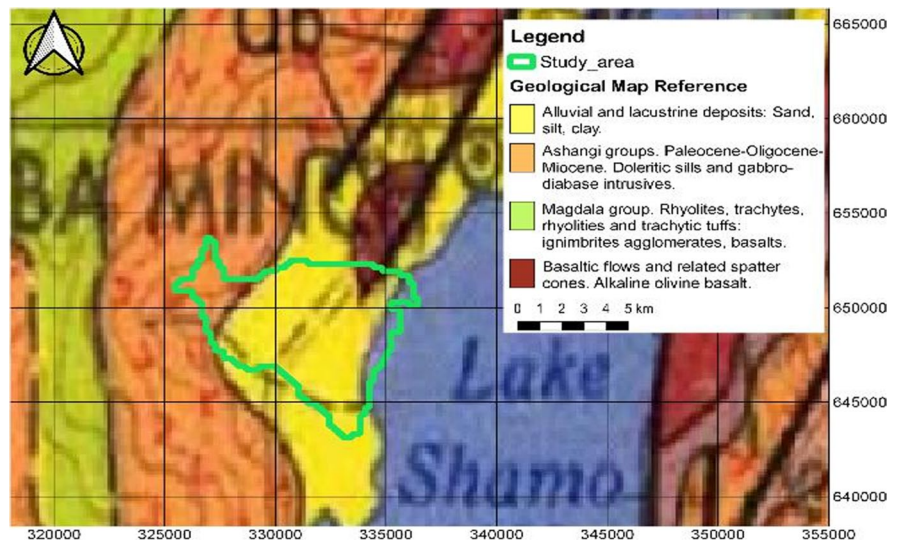 Legend
Study_area
Geological Map Reference
Alluvial and lacustrine deposits: Sand,
silt, clay.
Ashangi groups. Paleocene-Oligocene-
Miocene. Doleritic sills and gabbro-
diabase intrusives.
Magdala group. Rhyolites, trachytes,
rhyolities and trachytic tuffs:
ignimbrites agglomerates, basalts.
Basaltic flows and related spatter
cones. Alkaline olivine basalt.
0 1 2 3 4 5 km
665000
660000
655000
650000
645000
640000
BA MIN
Lake
Shamo
320000 325000 330000 335000 340000 345000 350000 355000